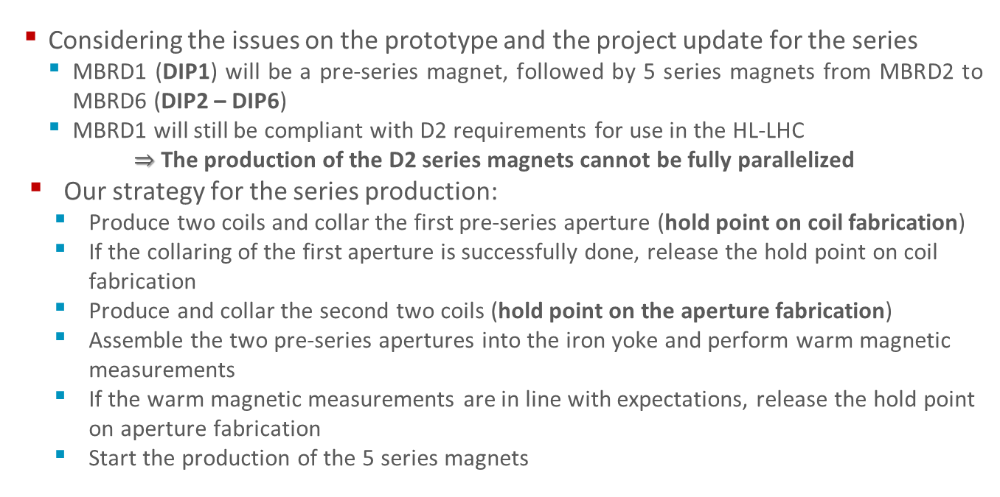 Considering the issues on the prototype and the project update for the series
MBRD1 (DIP1) will be a pre-series magnet, followed by 5 series magnets from MBRD2 to
MBRD6 (DIP2 – DIP6)
MBRD1 will still be compliant with D2 requirements for use in the HL-LHC
⇒ The production of the D2 series magnets cannot be fully parallelized
Our strategy for the series production:
Produce two coils and collar the first pre-series aperture (hold point on coil fabrication)
If the collaring of the first aperture is successfully done, release the hold point on coil
fabrication
Produce and collar the second two coils (hold point on the aperture fabrication)
Assemble the two pre-series apertures into the iron yoke and perform warm magnetic
measurements
If the warm magnetic measurements are in line with expectations, release the hold point
on aperture fabrication
Start the production of the 5 series magnets